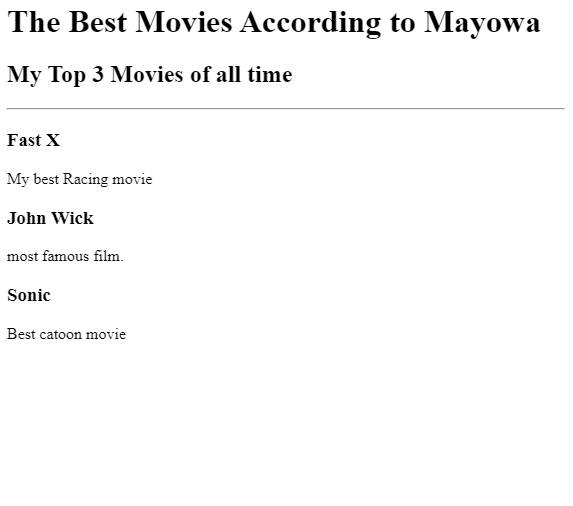 The Best Movies According to Mayowa
My Top 3 Movies of all time
Fast X
My best Racing movie
John Wick
most famous film.
Sonic
Best catoon movie